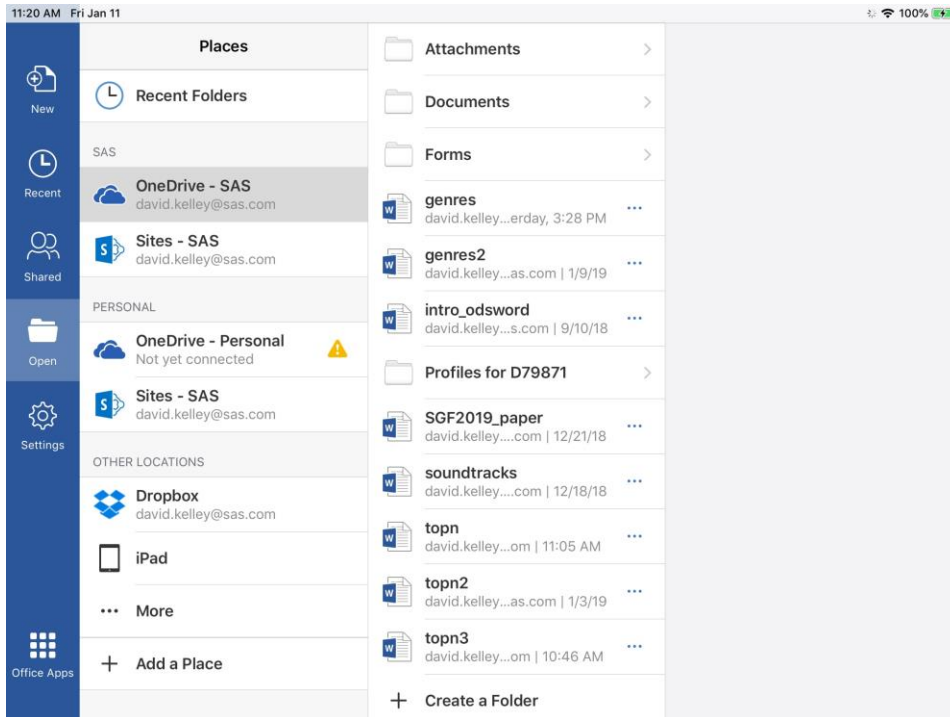 11:20 AM Fri Jan 11
100%
New
Recent
Shared
Open
Settings
Office Apps
Places
Recent Folders
SAS
OneDrive - SAS
david.kelley@sas.com
Sites - SAS
david.kelley@sas.com
PERSONAL
OneDrive - Personal
Not yet connected
Sites - SAS
david.kelley@sas.com
OTHER LOCATIONS
Dropbox
david.kelley@sas.com
iPad
More
Add a Place
Attachments
Documents
Forms
genres
david.kelley...erday, 3:28 PM
genres2
david.kelley...as.com | 1/9/19
intro_odsword
david.kelley...s.com | 9/10/18
Profiles for D79871
SGF2019_paper
david.kelley....com | 12/21/18
soundtracks
david.kelley....com | 12/18/18
topn
david.kelley...om | 11:05 AM
topn2
david.kelley...as.com | 1/3/19
topn3
david.kelley...om | 10:46 AM
Create a Folder